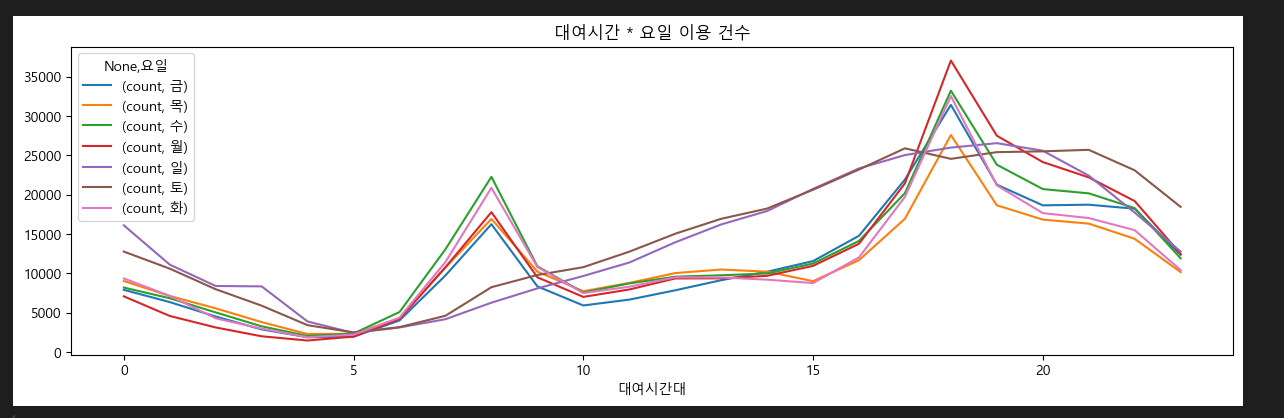 대여시간 * 요일 이용 건수
None,요일
(count, 금)
(count, 목)
(count, 수)
(count, 월)
(count, 일)
(count, 토)
(count, 화)
35000
30000
25000
20000
15000
10000
5000
0
0 5 10 15 20
대여시간대